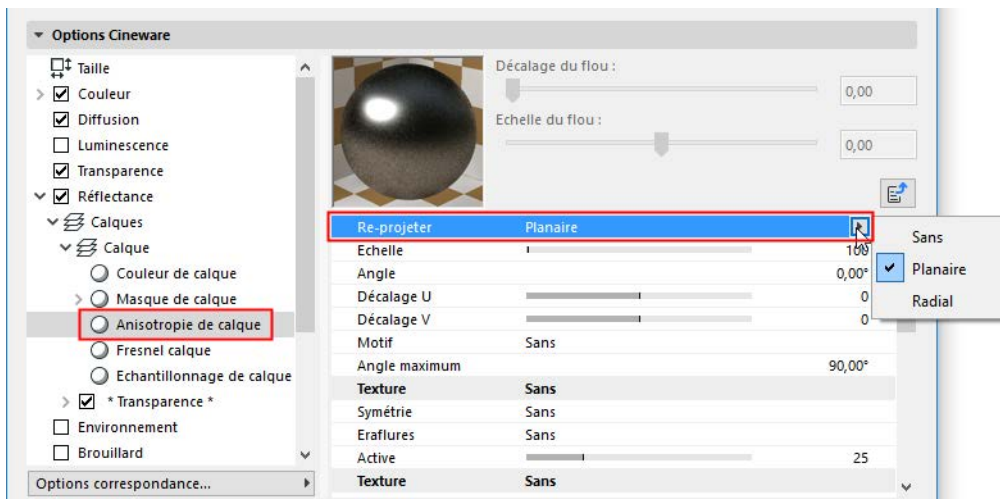 Options Cineware
Taille
Couleur
Diffusion
Luminescence
Transparence
Réflectance
Calques
Calque
Couleur de calque
Masque de calque
Anisotropie de calque
Fresnel calque
Echantillonnage de calque
* Transparence *
Environnement
Brouillard
Options correspondance...
Décalage du flou :
0,00
Echelle du flou :
0,00
Re-projeter Planaire
Echelle 100
Angle 0,00°
Décalage U 0
Décalage V 0
Motif Sans
Angle maximum 90,00°
Texture Sans
Symétrie Sans
Eraflures Sans
Active 25
Texture Sans
Sans
Planaire
Radial